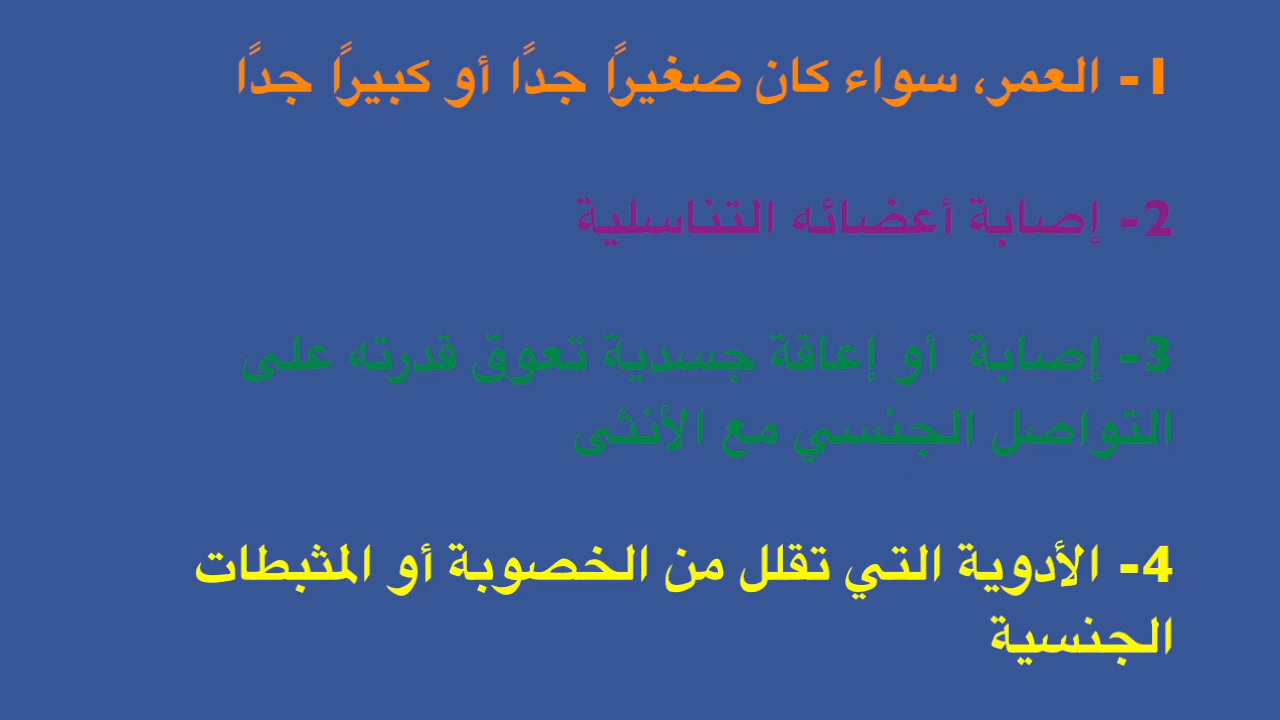 1- العمر، سواء كان صغيراً جداً أو كبيراً جداً
2- إصابة أعضائه التناسلية
3- إصابة أو إعاقة جسدية تعوق قدرته على
التواصل الجنسي مع الأنثى
4- الأدوية التي تقلل من الخصوبة أو المثبطات
الجنسية